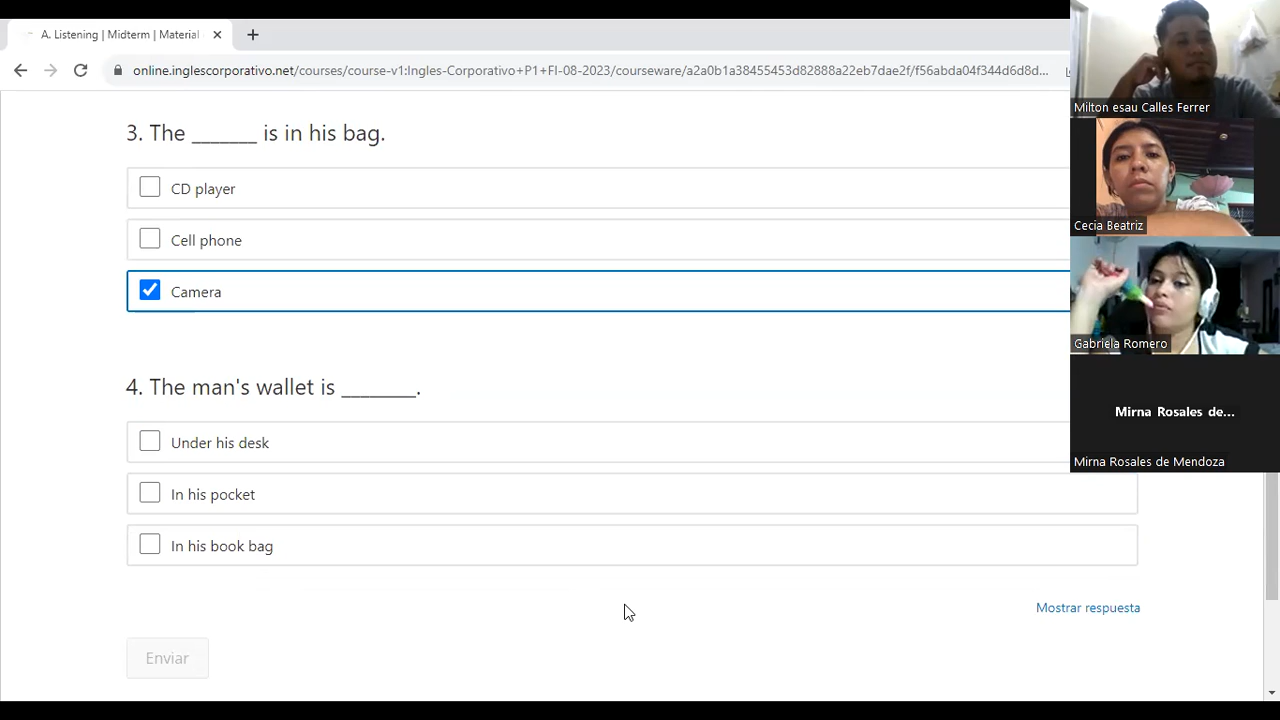 A. Listening | Midterm | Material
online.inglescorporativo.net/courses/course-v1:Ingles-Corporativo+P1+FI-08-2023/courseware/a2a0b1a38455453d82888a22eb7dae2f/f56abda04f344d6d8d...
3. The _______ is in his bag.
CD player
Cell phone
Camera
4. The man's wallet is ________.
Under his desk
In his pocket
In his book bag
Mostrar respuesta
Enviar
Milton esau Calles Ferrer
Cecia Beatriz
Gabriela Romero
Mirna Rosales de...
Mirna Rosales de Mendoza